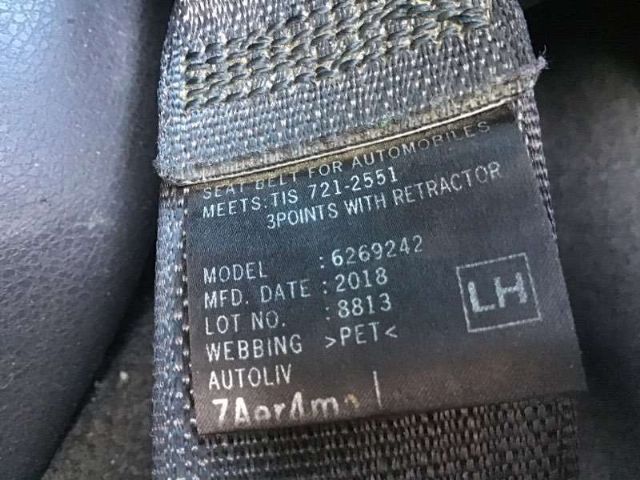 SEAT BELT FOR AUTOMOBILES
MEETS:TIS 721-2551
3POINTS WITH RETRACTOR
MODEL :6269242
MFD. DATE :2018
LOT NO. :8813
WEBBING >PET<
AUTOLIV
LH